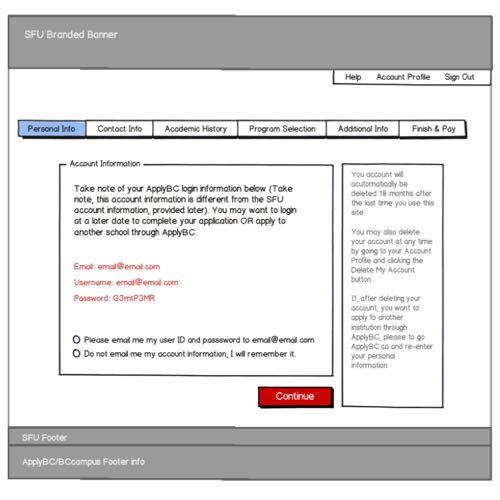 SFU Branded Banner
Help Account Profile Sign Out
Personal Info Contact Info Academic History Program Selection Additional Info Finish & Pay
Account Information
Take note of your ApplyBC login information below (Take
note, this account information is different from the SFU
account information, provided later). You may want to login
at a later date to complete your application OR apply to
another school through ApplyBC.
Email: email@email.com
Username: email@email.com
Password: G3mtP3MR
Please email me my user ID and passsword to email@email.com
Do not email me my account information, I will remember it.
You account will
acutomatically be
deleted 18 months after
the last time you use this
site.
You may also delete
your account at any time
by going to your Account
Profile and clicking the
Delete My Account
button.
If, after deleting your
account, you want to
apply to another
institution through
ApplyBC, please to go
ApplyBC.ca and re-enter
your personal
information.
Continue
SFU Footer
ApplyBC/BCcampus Footer info